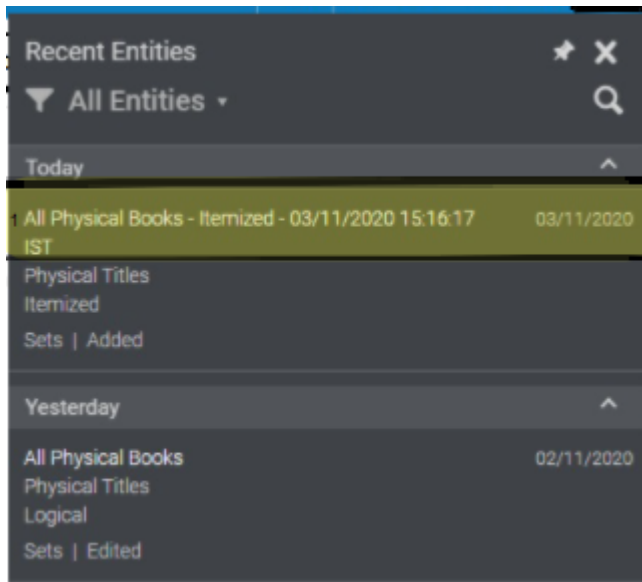 Recent Entities
All Entities
Today
1 All Physical Books - Itemized - 03/11/2020 15:16:17 03/11/2020
IST
Physical Titles
Itemized
Sets | Added
Yesterday
All Physical Books 02/11/2020
Physical Titles
Logical
Sets | Edited